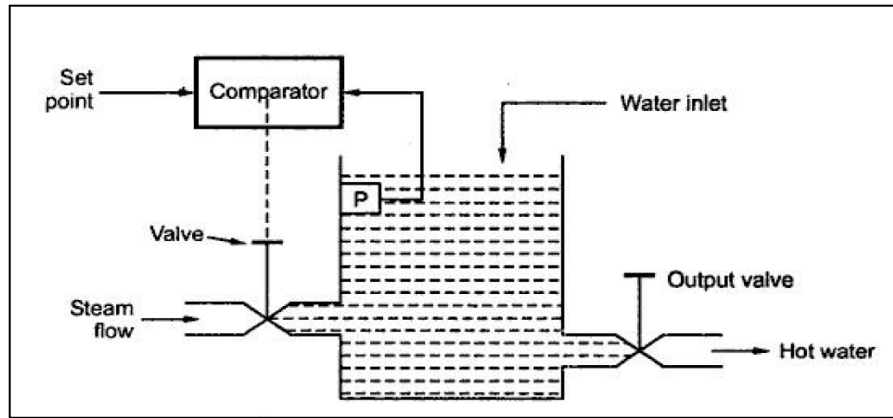 Set
point
Comparator
Water inlet
P
Valve
Output valve
Steam
flow
Hot water